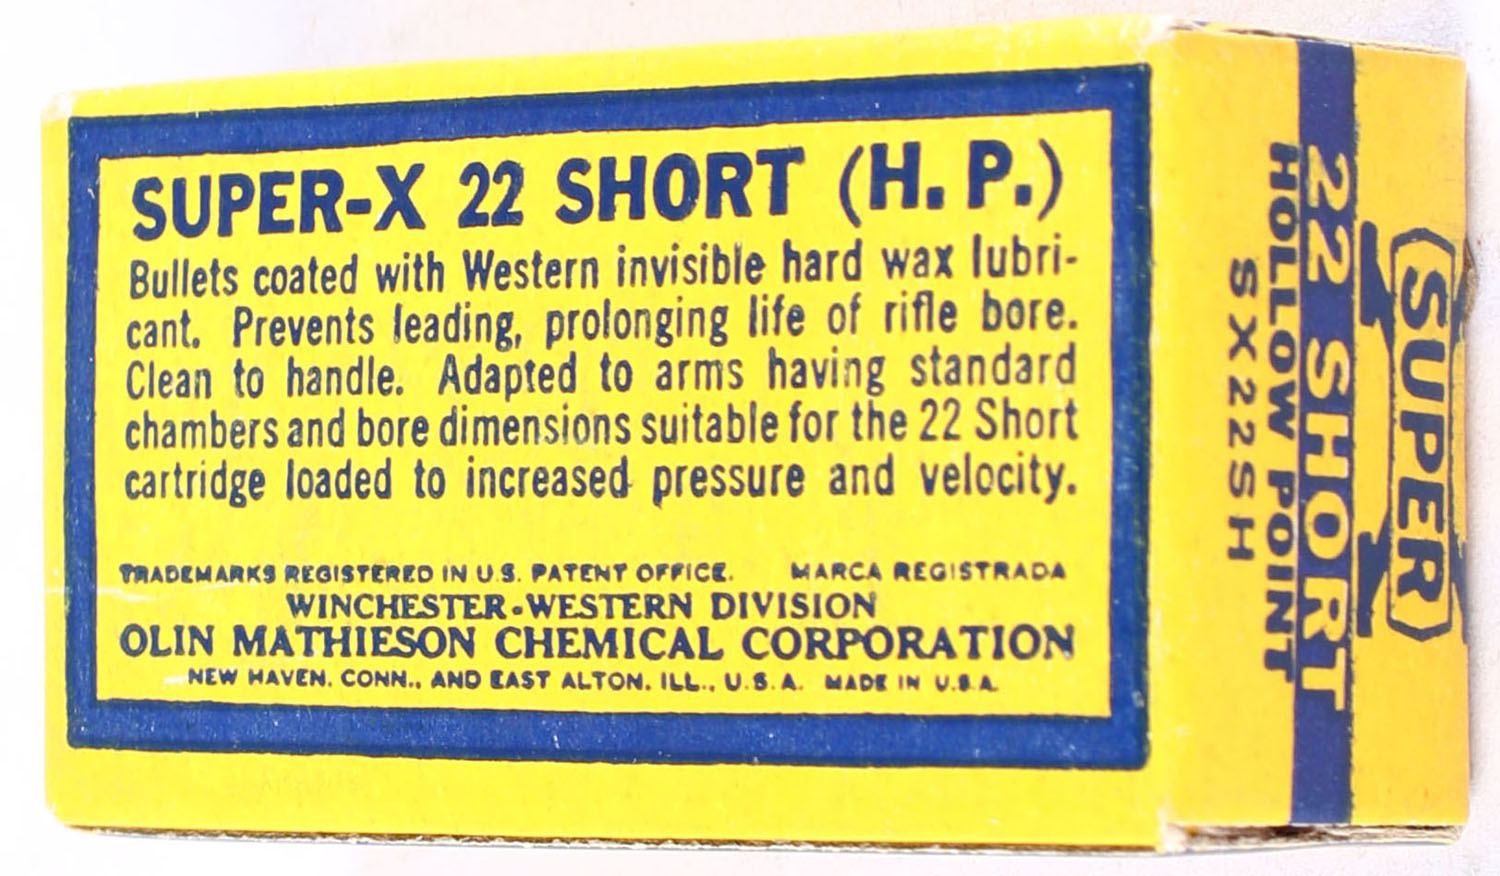 SUPER-X 22 SHORT (H. P.)
Bullets coated with Western invisible hard wax lubri-
cant. Prevents leading, prolonging life of rifle bore.
Clean to handle. Adapted to arms having standard
chambers and bore dimensions suitable for the 22 Short
cartridge loaded to increased pressure and velocity.
TRADEMARKS REGISTERED IN U.S. PATENT OFFICE. MARCA REGISTRADA
WINCHESTER-WESTERN DIVISION
OLIN MATHIESON CHEMICAL CORPORATION
NEW HAVEN, CONN., AND EAST ALTON, ILL., U.S.A. MADE IN U.S.A.
SUPER
X
22 SHORT
HOLLOW POINT
SX22SH